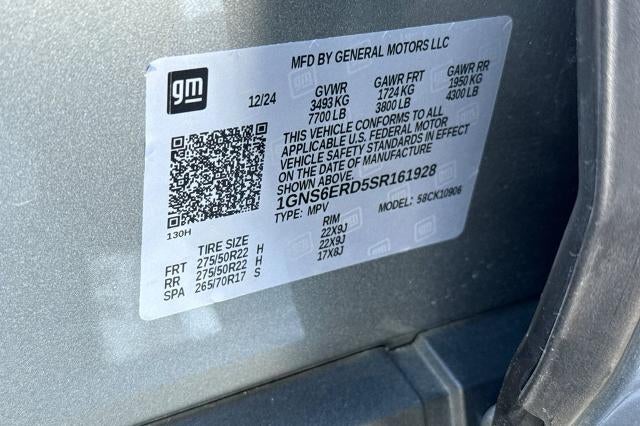 MFD BY GENERAL MOTORS LLC
gm
12/24
GVWR GAWR FRT GAWR RR
3493 KG 1724 KG 1950 KG
7700 LB 3800 LB 4300 LB
THIS VEHICLE CONFORMS TO ALL
APPLICABLE U.S. FEDERAL MOTOR
VEHICLE SAFETY STANDARDS IN EFFECT
ON THE DATE OF MANUFACTURE
SHOWN ABOVE.
1GNS6ERD5SR161928
TYPE: MPV MODEL: 58CK10906
130H
TIRE SIZE RIM
FRT 275/50R22 H 22X9J
RR 275/50R22 H 22X9J
SPA 265/70R17 S 17X8J